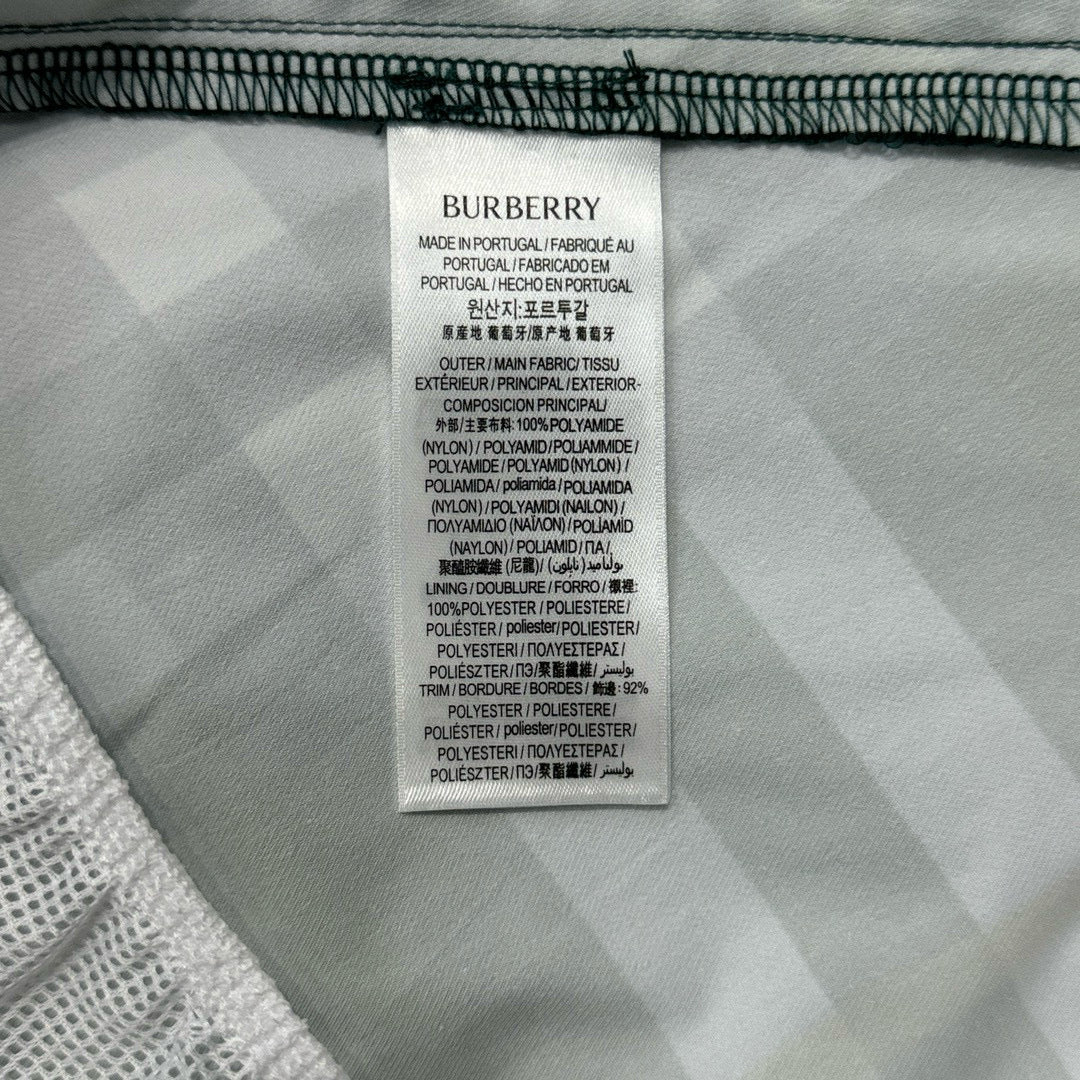 BURBERRY
MADE IN PORTUGAL / FABRIQUÉ AU
PORTUGAL / FABRICADO EM
PORTUGAL / HECHO EN PORTUGAL
원산지:포르투갈
原産地 葡萄牙/原产地 葡萄牙
OUTER / MAIN FABRIC/ TISSU
EXTÉRIEUR / PRINCIPAL /EXTERIOR-
COMPOSICION PRINCIPAL/
外部/主要布料: 100% POLYAMIDE
(NYLON) / POLYAMID/POLIAMMIDE /
POLYAMIDE / POLYAMID (NYLON) /
POLIAMIDA / poliamida / POLIAMIDA
(NYLON) / POLYAMIDI (NAILON) /
ΠΟΛΥΑΜΙΔΙΟ (ΝΑΪΛΟΝ) / POLİAMİD
(NAYLON) / POLIAMID / ПА /
聚醯胺纖維 (尼龍)/ (نايلون) بولياميد
LINING / DOUBLURE / FORRO / 襯裡:
100%POLYESTER / POLIESTERE /
POLIÉSTER / poliester/ POLIESTER /
POLYESTERI / ΠΟΛΥΕΣΤΕΡΑΣ /
POLIÉSZTER / ПЭ/聚酯纖維/ بوليستر
TRIM / BORDURE / BORDES / 飾邊: 92%
POLYESTER / POLIESTERE /
POLIÉSTER / poliester/ POLIESTER /
POLYESTERI / ΠΟΛΥΕΣΤΕΡΑΣ /
POLIÉSZTER / ПЭ/聚酯纖維/ بوليستر